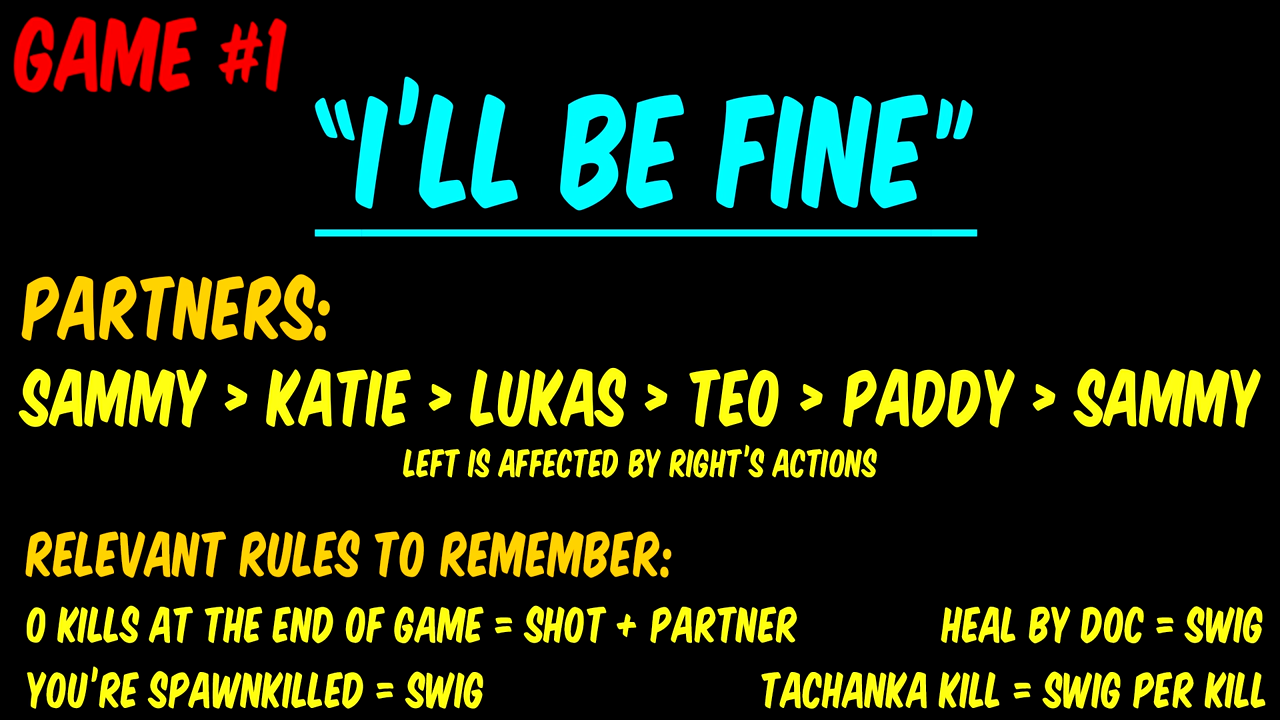 GAME #1
"I'LL BE FINE"
PARTNERS:
SAMMY > KATIE > LUKAS > TEO > PADDY > SAMMY
LEFT IS AFFECTED BY RIGHT'S ACTIONS
RELEVANT RULES TO REMEMBER:
0 KILLS AT THE END OF GAME = SHOT + PARTNER
HEAL BY DOC = SWIG
YOU'RE SPAWNKILLED = SWIG
TACHANKA KILL = SWIG PER KILL